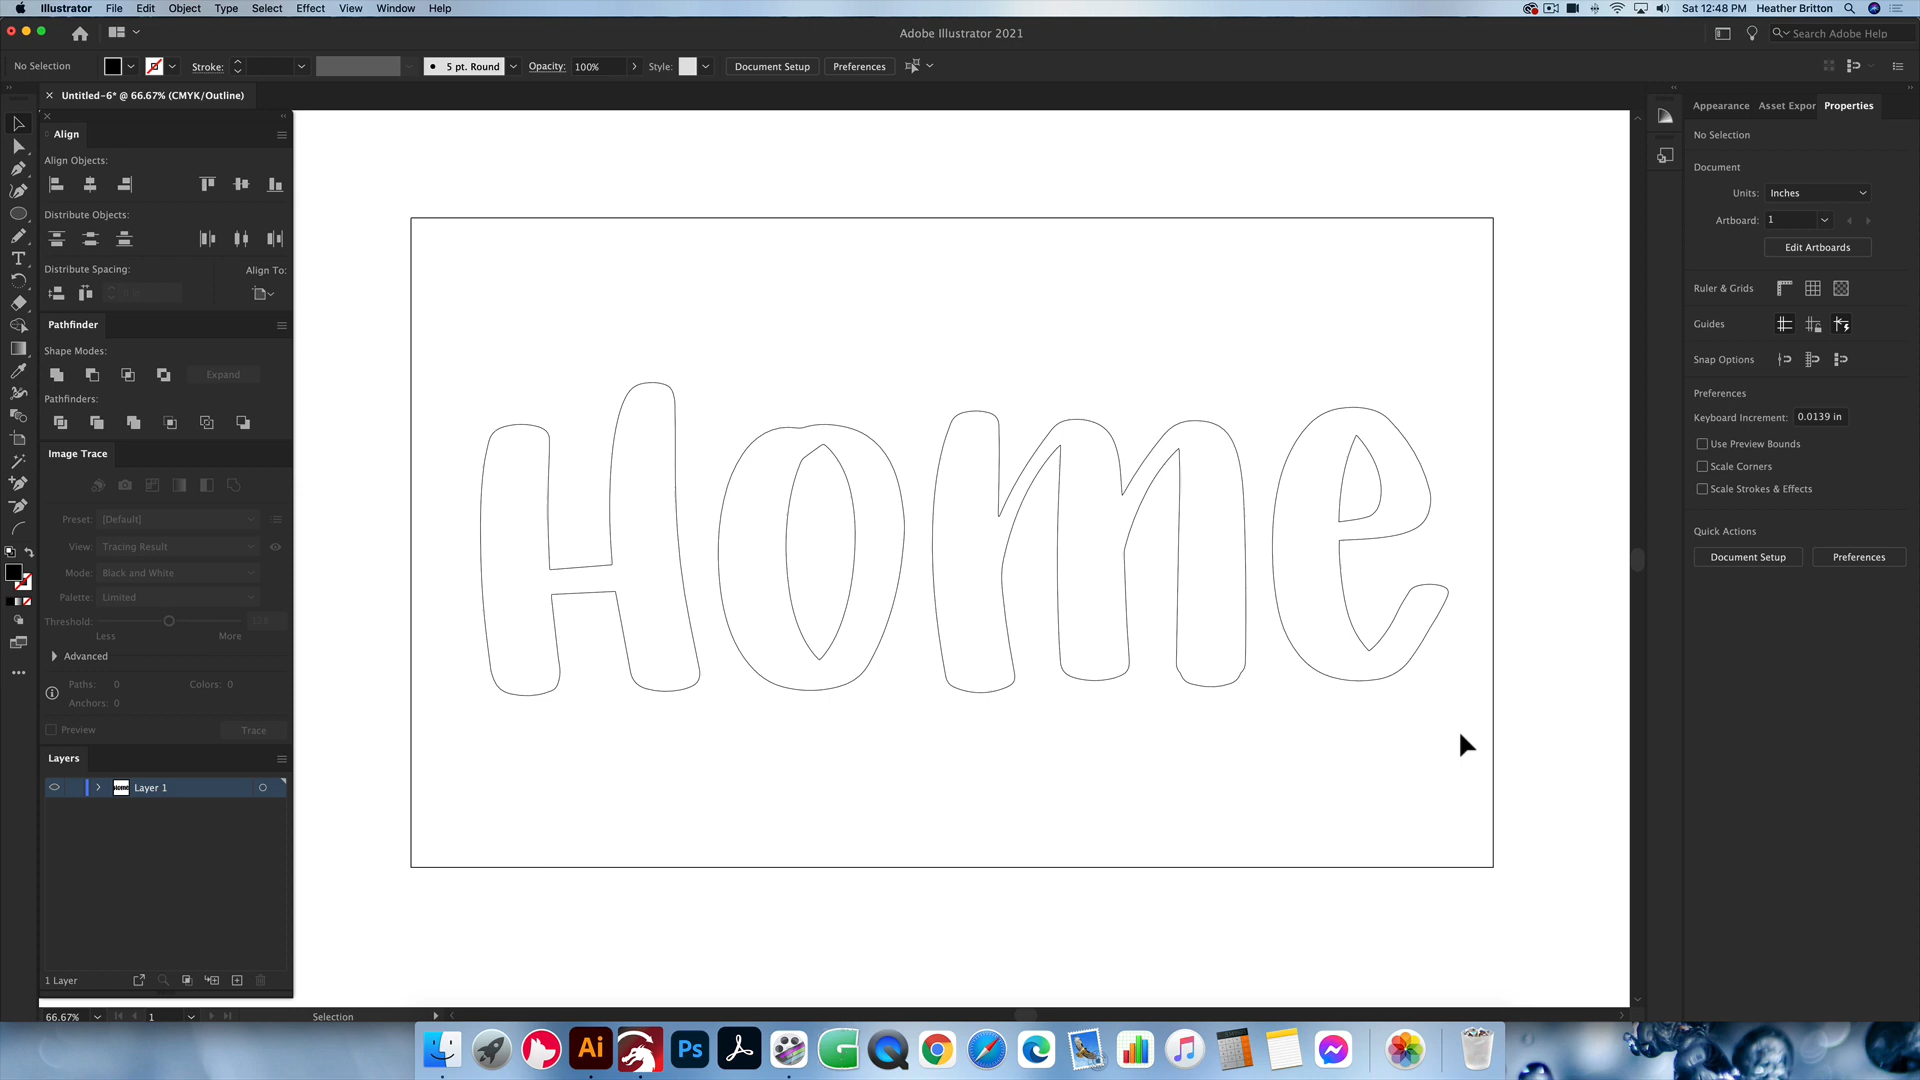 Illustrator File Edit Object Type Select Effect View Window Help Sat 12:48 PM Heather Britton
Adobe Illustrator 2021 Search Adobe Help
No Selection Stroke: 5 pt. Round Opacity: 100% Style: Document Setup Preferences
Untitled-6* @ 66.67% (CMYK/Outline)
Align
Align Objects:
Distribute Objects:
Distribute Spacing: Align To:
0 in
Pathfinder
Shape Modes:
Expand
Pathfinders:
Image Trace
Preset: [Default]
View: Tracing Result
Mode: Black and White
Palette: Limited
Threshold: 128
Less More
Advanced
Paths: 0 Colors: 0
Anchors: 0
Preview Trace
Layers
Layer 1
1 Layer
66.67% 1 Selection
Home
Appearance Asset Expor Properties
No Selection
Document
Units: Inches
Artboard: 1
Edit Artboards
Ruler & Grids
Guides
Snap Options
Preferences
Keyboard Increment: 0.0139 in
Use Preview Bounds
Scale Corners
Scale Strokes & Effects
Quick Actions
Document Setup Preferences
Ai Ps